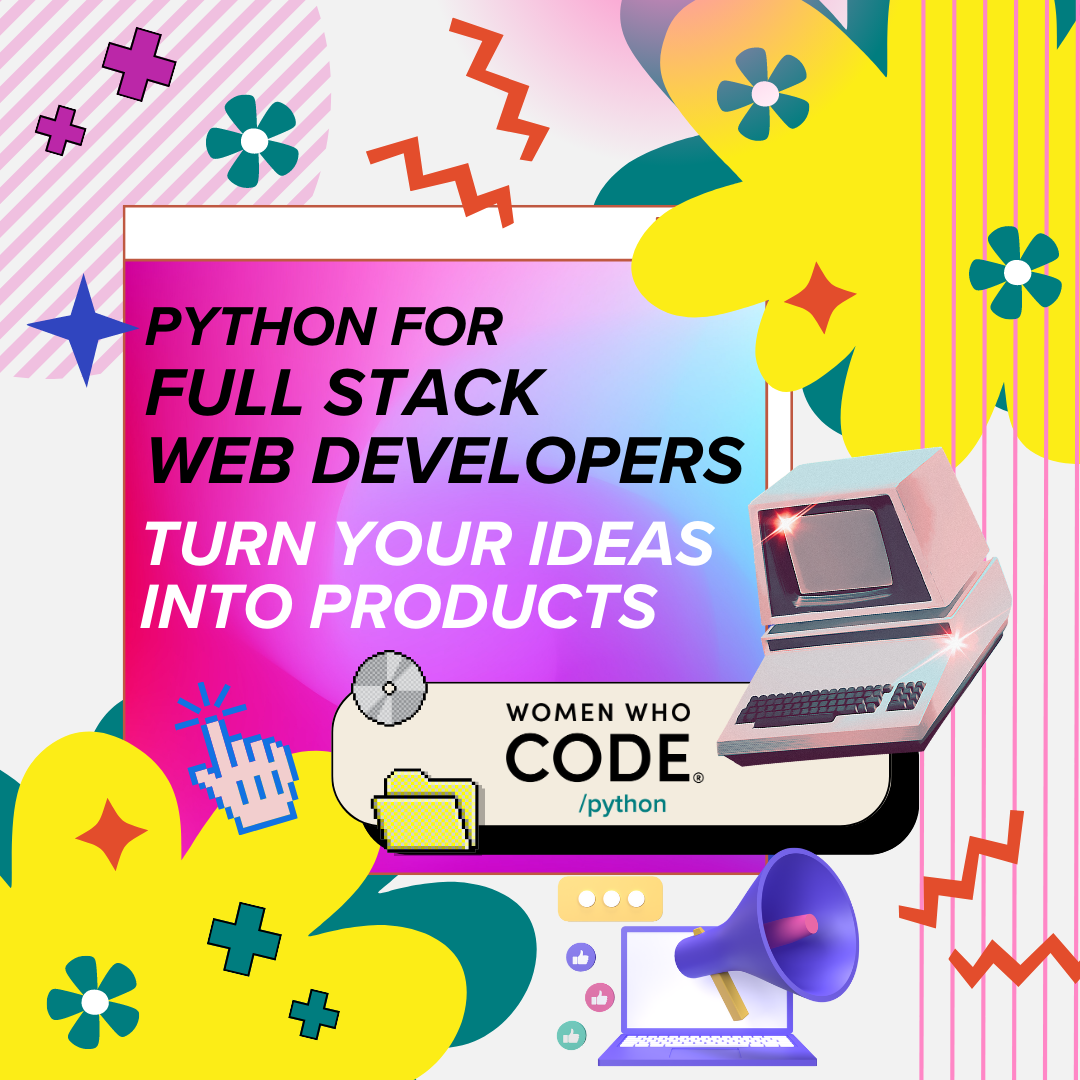 PYTHON FOR
FULL STACK
WEB DEVELOPERS
TURN YOUR IDEAS
INTO PRODUCTS
WOMEN WHO
CODE®
/python